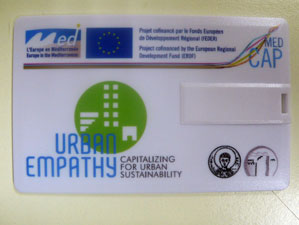 Med
L'Europe en Méditerranée
Europe in the Mediterranean
Projet cofinancé par le Fonds Européen
de Développement Régional (FEDER)
Project cofinanced by the European Regional
Development Fund (ERDF)
MED
CAP
URBAN
EMPATHY
CAPITALIZING
FOR URBAN
SUSTAINABILITY